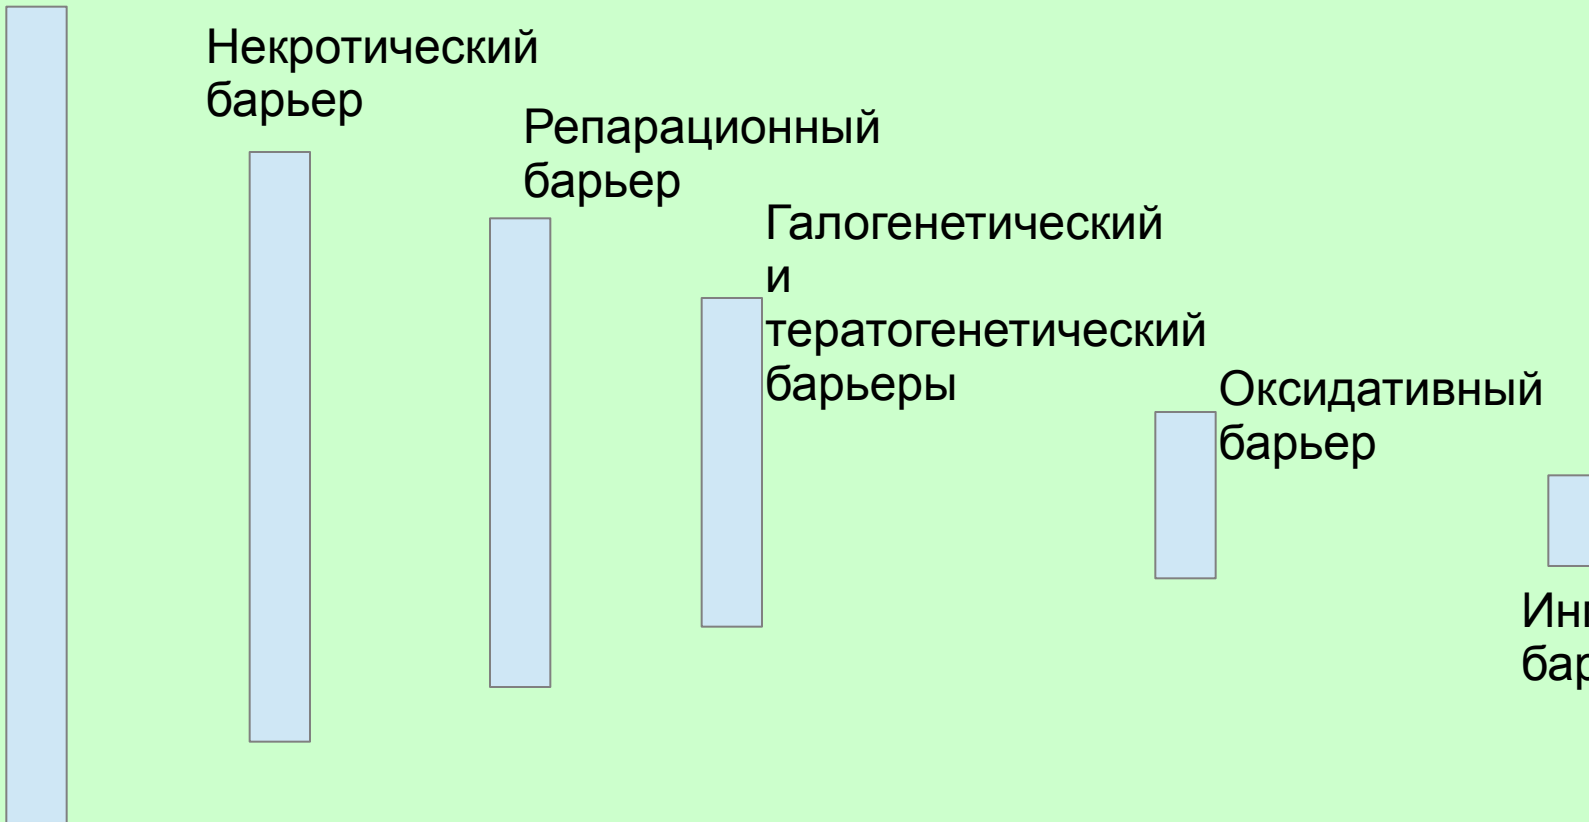 Некротический
барьер
Репарационный
барьер
Галогенетический
и
тератогенетический
барьеры
Оксидативный
барьер